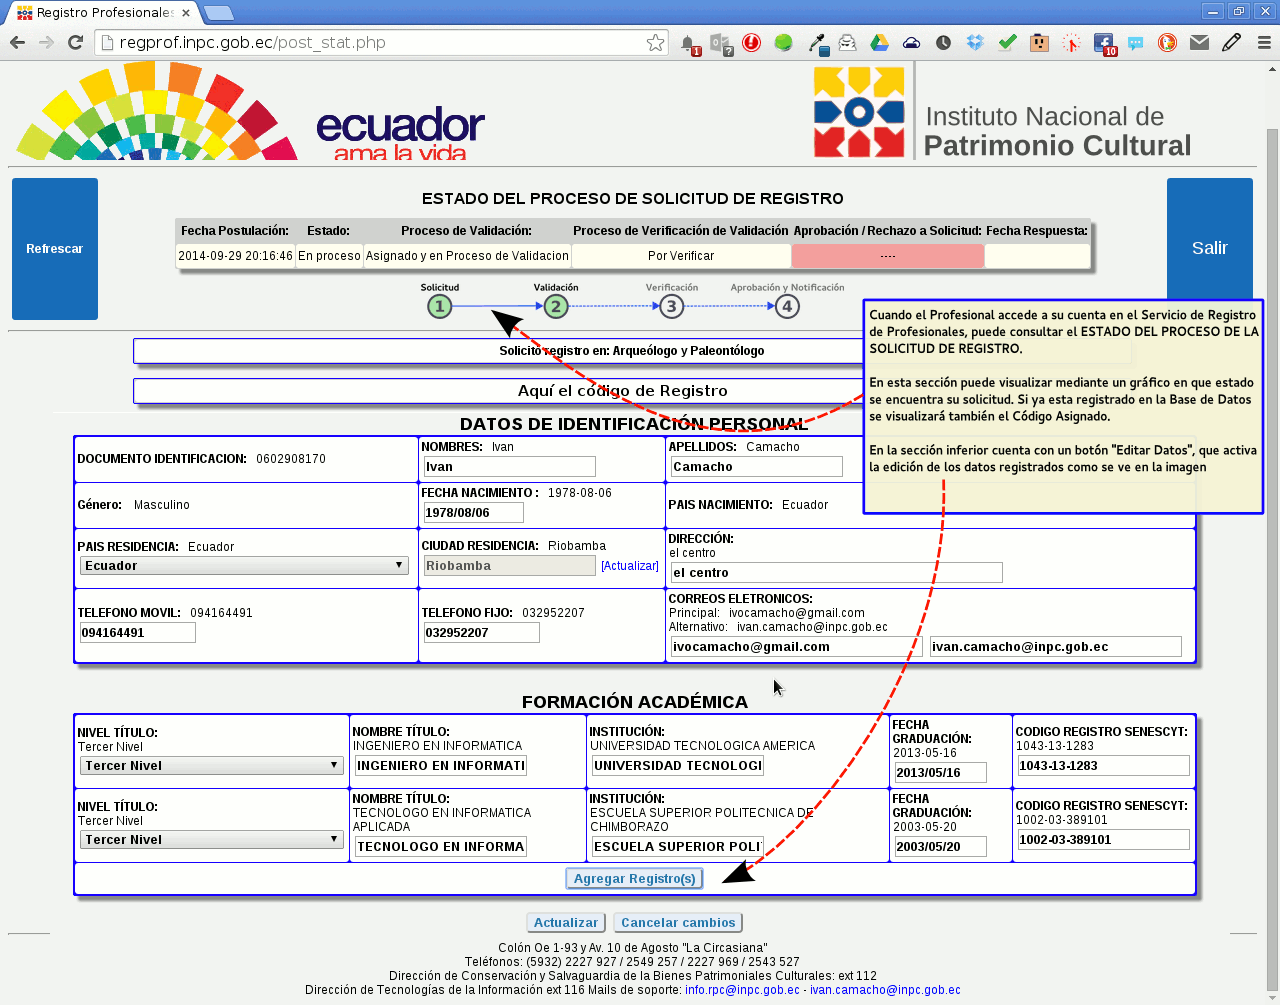 Registro Profesionales
regprof.inpc.gob.ec/post_stat.php
1
?
10
ecuador
ama la vida
Instituto Nacional de
Patrimonio Cultural
Refrescar
ESTADO DEL PROCESO DE SOLICITUD DE REGISTRO
Salir
Fecha Postulación: Estado: Proceso de Validación: Proceso de Verificación de Validación Aprobación / Rechazo a Solicitud: Fecha Respuesta:
2014-09-29 20:16:46 En proceso Asignado y en Proceso de Validacion Por Verificar ----
Solicitud Validación Verificación Aprobación y Notificación
1 2 3 4
Cuando el Profesional accede a su cuenta en el Servicio de Registro
de Profesionales, puede consultar el ESTADO DEL PROCESO DE LA
SOLICITUD DE REGISTRO.
En esta sección puede visualizar mediante un gráfico en que estado
se encuentra su solicitud. Si ya esta registrado en la Base de Datos
se visualizará también el Código Asignado.
En la sección inferior cuenta con un botón "Editar Datos", que activa
la edición de los datos registrados como se ve en la imagen
Solicitó registro en: Arqueólogo y Paleontólogo
Aquí el código de Registro
DATOS DE IDENTIFICACIÓN PERSONAL
DOCUMENTO IDENTIFICACION: 0602908170
NOMBRES: Ivan
Ivan
APELLIDOS: Camacho
Camacho
Género: Masculino
FECHA NACIMIENTO : 1978-08-06
1978/08/06
PAIS NACIMIENTO: Ecuador
PAIS RESIDENCIA: Ecuador
Ecuador
CIUDAD RESIDENCIA: Riobamba
Riobamba [Actualizar]
DIRECCIÓN:
el centro
el centro
TELEFONO MOVIL: 094164491
094164491
TELEFONO FIJO: 032952207
032952207
CORREOS ELETRONICOS:
Principal: ivocamacho@gmail.com
Alternativo: ivan.camacho@inpc.gob.ec
ivocamacho@gmail.com ivan.camacho@inpc.gob.ec
FORMACIÓN ACADÉMICA
NIVEL TÍTULO:
Tercer Nivel
Tercer Nivel
NOMBRE TÍTULO:
INGENIERO EN INFORMATICA
INGENIERO EN INFORMATI
INSTITUCIÓN:
UNIVERSIDAD TECNOLOGICA AMERICA
UNIVERSIDAD TECNOLOGI
FECHA
GRADUACIÓN:
2013-05-16
2013/05/16
CODIGO REGISTRO SENESCYT:
1043-13-1283
1043-13-1283
NIVEL TÍTULO:
Tercer Nivel
Tercer Nivel
NOMBRE TÍTULO:
TECNOLOGO EN INFORMATICA
APLICADA
TECNOLOGO EN INFORMA
INSTITUCIÓN:
ESCUELA SUPERIOR POLITECNICA DE
CHIMBORAZO
ESCUELA SUPERIOR POLI
FECHA
GRADUACIÓN:
2003-05-20
2003/05/20
CODIGO REGISTRO SENESCYT:
1002-03-389101
1002-03-389101
Agregar Registro(s)
Actualizar Cancelar cambios
Colón Oe 1-93 y Av. 10 de Agosto "La Circasiana"
Teléfonos: (5932) 2227 927 / 2549 257 / 2227 969 / 2543 527
Dirección de Conservación y Salvaguardia de la Bienes Patrimoniales Culturales: ext 112
Dirección de Tecnologías de la Información ext 116 Mails de soporte: info.rpc@inpc.gob.ec - ivan.camacho@inpc.gob.ec